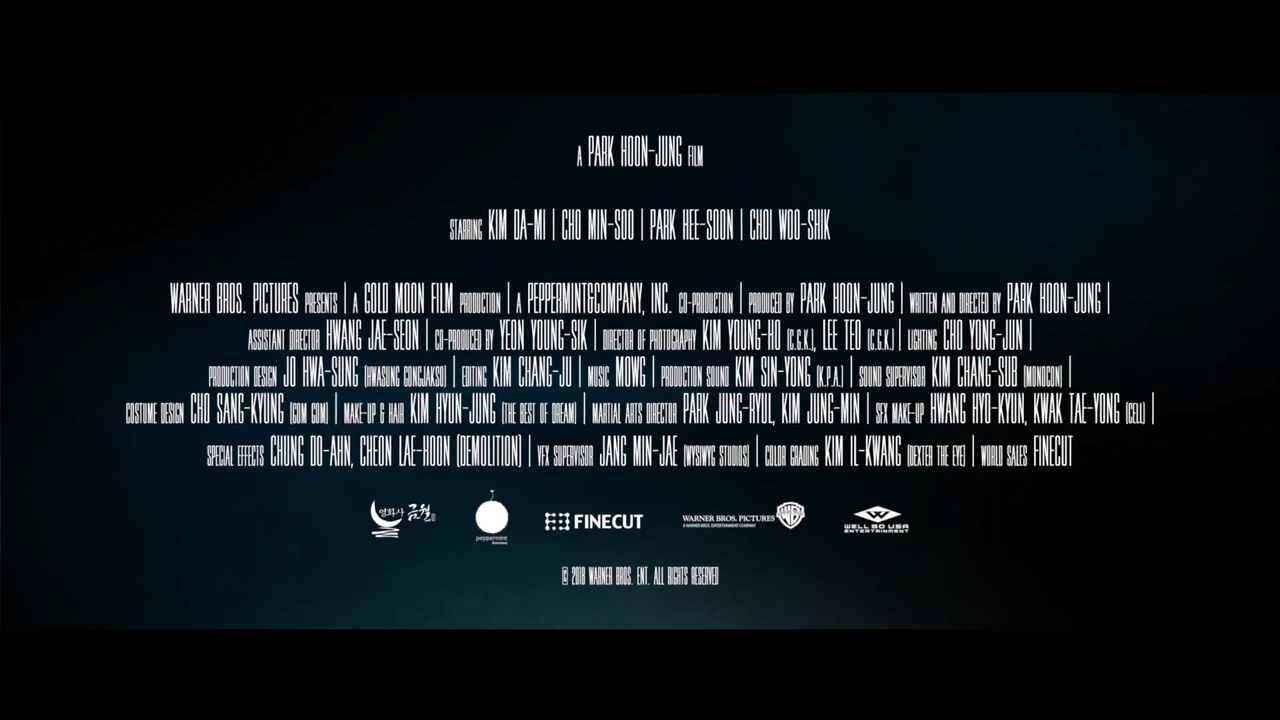 A PARK HOON-JUNG FILM
STARRING KIM DA-MI | CHO MIN-SOO | PARK HEE-SOON | CHOI WOO-SHIK
WARNER BROS. PICTURES PRESENTS | A GOLD MOON FILM PRODUCTION | A PEPPERMINT&COMPANY, INC. CO-PRODUCTION | PRODUCED BY PARK HOON-JUNG | WRITTEN AND DIRECTED BY PARK HOON-JUNG |
ASSISTANT DIRECTOR HWANG JAE-SEON | CO-PRODUCED BY YEON YOUNG-SIK | DIRECTOR OF PHOTOGRAPHY KIM YOUNG-HO (C.G.K.), LEE TEO (C.G.K.) | LIGHTING CHO YONG-JUN |
PRODUCTION DESIGN JO HWA-SUNG (HWASUNG GONGJAKSO) | EDITING KIM CHANG-JU | MUSIC MOWG | PRODUCTION SOUND KIM SIN-YONG (K.P.A.) | SOUND SUPERVISOR KIM CHANG-SUB (MONOCON) |
COSTUME DESIGN CHO SANG-KYUNG (GOM GOM) | MAKE-UP & HAIR KIM HYUN-JUNG (THE BEST OF DREAM) | MARTIAL ARTS DIRECTOR PARK JUNG-RYUL, KIM JUNG-MIN | SFX MAKE-UP HWANG HYO-KYUN, KWAK TAE-YONG (CELL) |
SPECIAL EFFECTS CHUNG DO-AHN, CHEON LAE-HOON (DEMOLITION) | VFX SUPERVISOR JANG MIN-JAE (WYSIWYG STUDIOS) | COLOR GRADING KIM IL-KWANG (DEXTER THE EYE) | WORLD SALES FINECUT
영화사 금월
peppermint
&company
FINECUT
WARNER BROS. PICTURES
A WARNER BROS. ENTERTAINMENT COMPANY
WB
WELL GO USA
ENTERTAINMENT
© 2018 WARNER BROS. ENT. ALL RIGHTS RESERVED